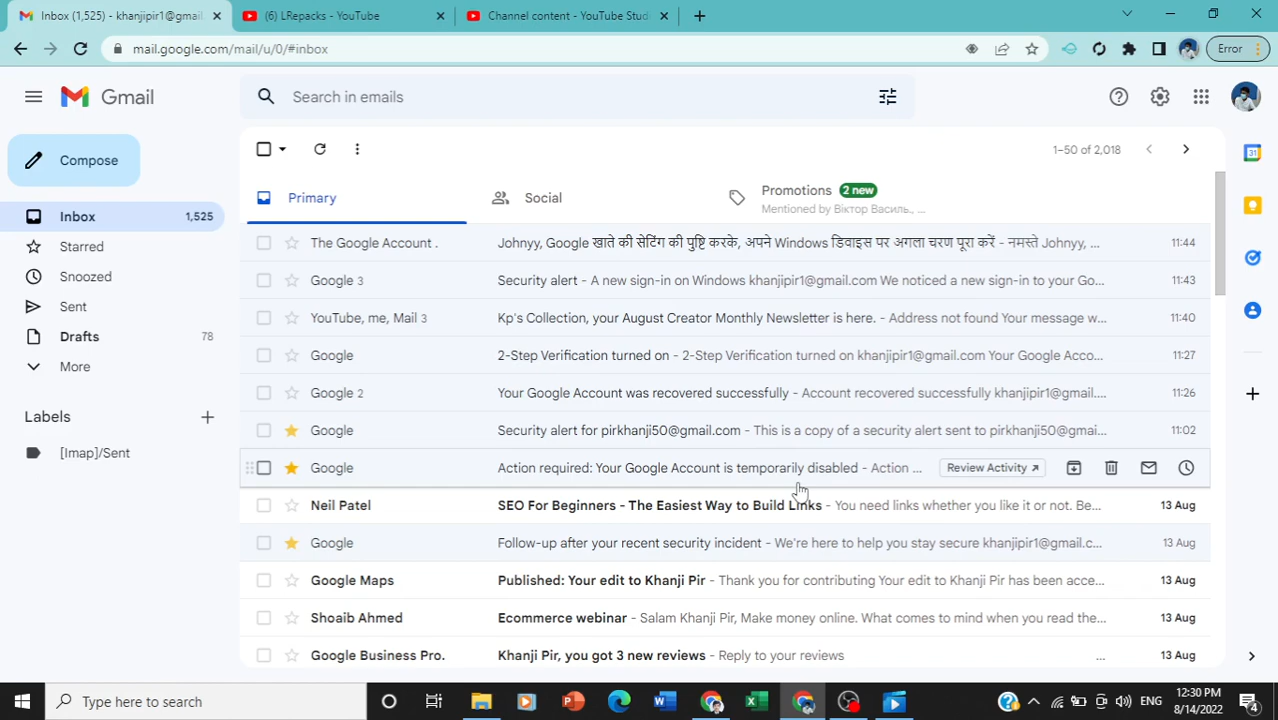 Inbox (1,525) - khanjipir1@gmail
(6) LRepacks - YouTube
Channel content - YouTube Stud
mail.google.com/mail/u/0/#inbox
Error
Gmail
Search in emails
Compose
1–50 of 2,018
Inbox 1,525
Starred
Snoozed
Sent
Drafts 78
More
Labels
[Imap]/Sent
Primary
Social
Promotions 2 new
Mentioned by Віктор Василь., ...
The Google Account . Johnyy, Google खाते की सेटिंग की पुष्टि करके, अपने Windows डिवाइस पर अगला चरण पूरा करें - नमस्ते Johnyy, ... 11:44
Google 3 Security alert - A new sign-in on Windows khanjipir1@gmail.com We noticed a new sign-in to your Go... 11:43
YouTube, me, Mail 3 Kp's Collection, your August Creator Monthly Newsletter is here. - Address not found Your message w... 11:40
Google 2-Step Verification turned on - 2-Step Verification turned on khanjipir1@gmail.com Your Google Acco... 11:27
Google 2 Your Google Account was recovered successfully - Account recovered successfully khanjipir1@gmail.... 11:26
Google Security alert for pirkhanji50@gmail.com - This is a copy of a security alert sent to pirkhanji50@gmai... 11:02
Google Action required: Your Google Account is temporarily disabled - Action ... Review Activity
Neil Patel SEO For Beginners - The Easiest Way to Build Links - You need links whether you like it or not. Be... 13 Aug
Google Follow-up after your recent security incident - We're here to help you stay secure khanjipir1@gmail.c... 13 Aug
Google Maps Published: Your edit to Khanji Pir - Thank you for contributing Your edit to Khanji Pir has been acce... 13 Aug
Shoaib Ahmed Ecommerce webinar - Salam Khanji Pir, Make money online. What comes to mind when you read the... 13 Aug
Google Business Pro. Khanji Pir, you got 3 new reviews - Reply to your reviews ... 13 Aug
Type here to search
ENG
12:30 PM
8/14/2022
4